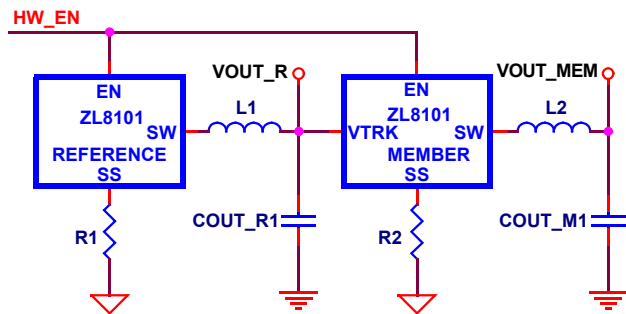 HW_EN
VOUT_R
VOUT_MEM
EN
ZL8101
SW
REFERENCE
SS
L1
EN
ZL8101
VTRK
SW
MEMBER
SS
L2
R1
COUT_R1
R2
COUT_M1